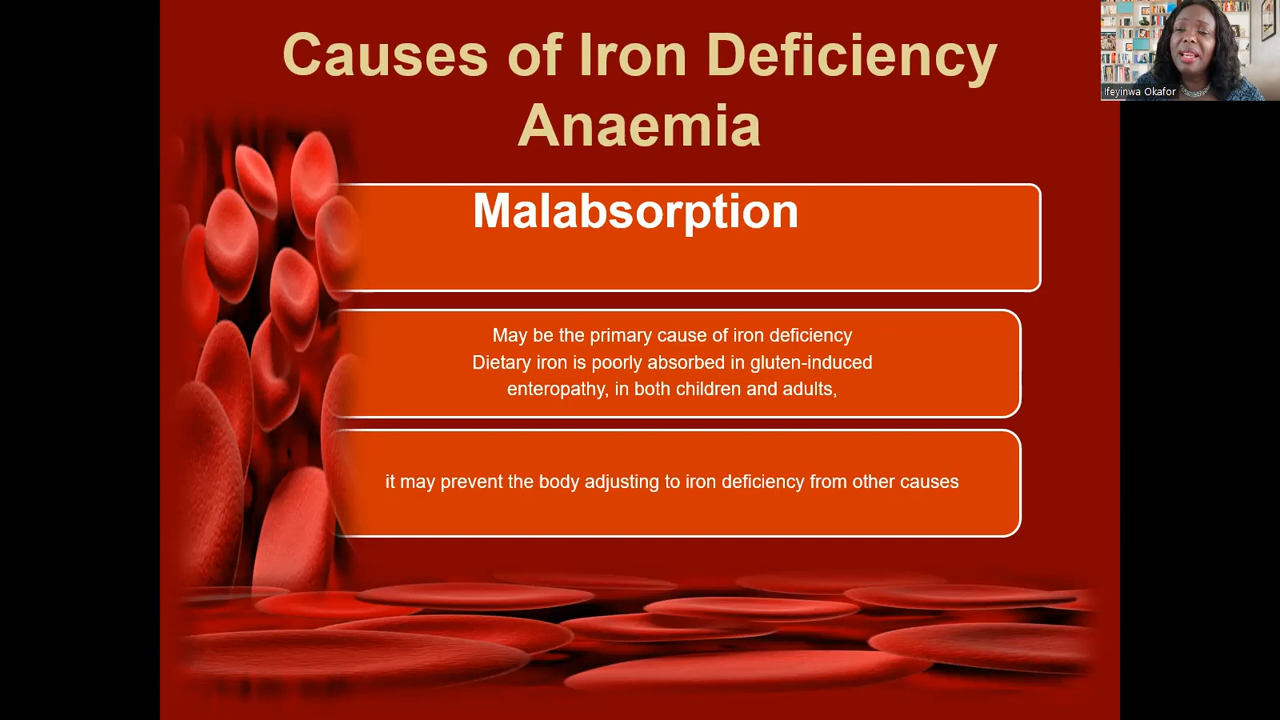 Causes of Iron Deficiency
Anaemia
Ifeyinwa Okafor
Malabsorption
May be the primary cause of iron deficiency
Dietary iron is poorly absorbed in gluten-induced
enteropathy, in both children and adults,
it may prevent the body adjusting to iron deficiency from other causes